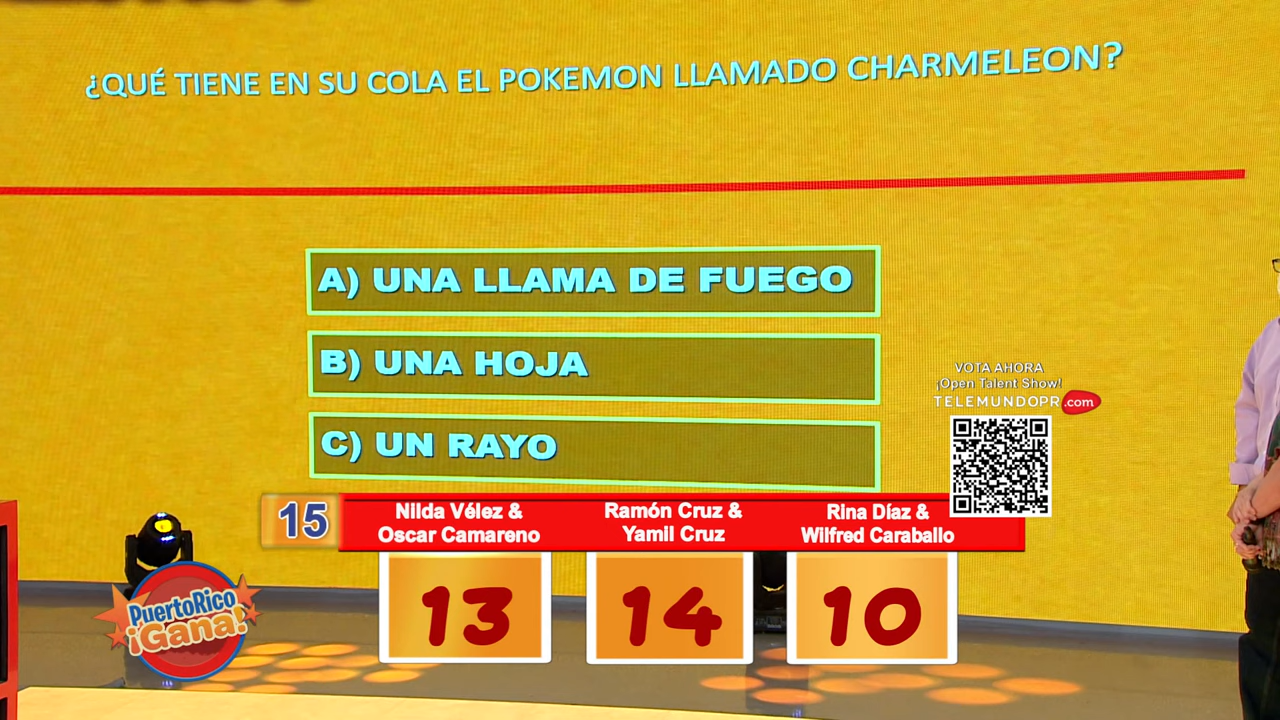 ¿QUÉ TIENE EN SU COLA EL POKEMON LLAMADO CHARMELEON?
A) UNA LLAMA DE FUEGO
B) UNA HOJA
C) UN RAYO
VOTA AHORA
¡Open Talent Show!
TELEMUNDOPR.com
15
Nilda Vélez &
Oscar Camareno
Ramón Cruz &
Yamil Cruz
Rina Díaz &
Wilfred Caraballo
13
14
10
PuertoRico
¡Gana!